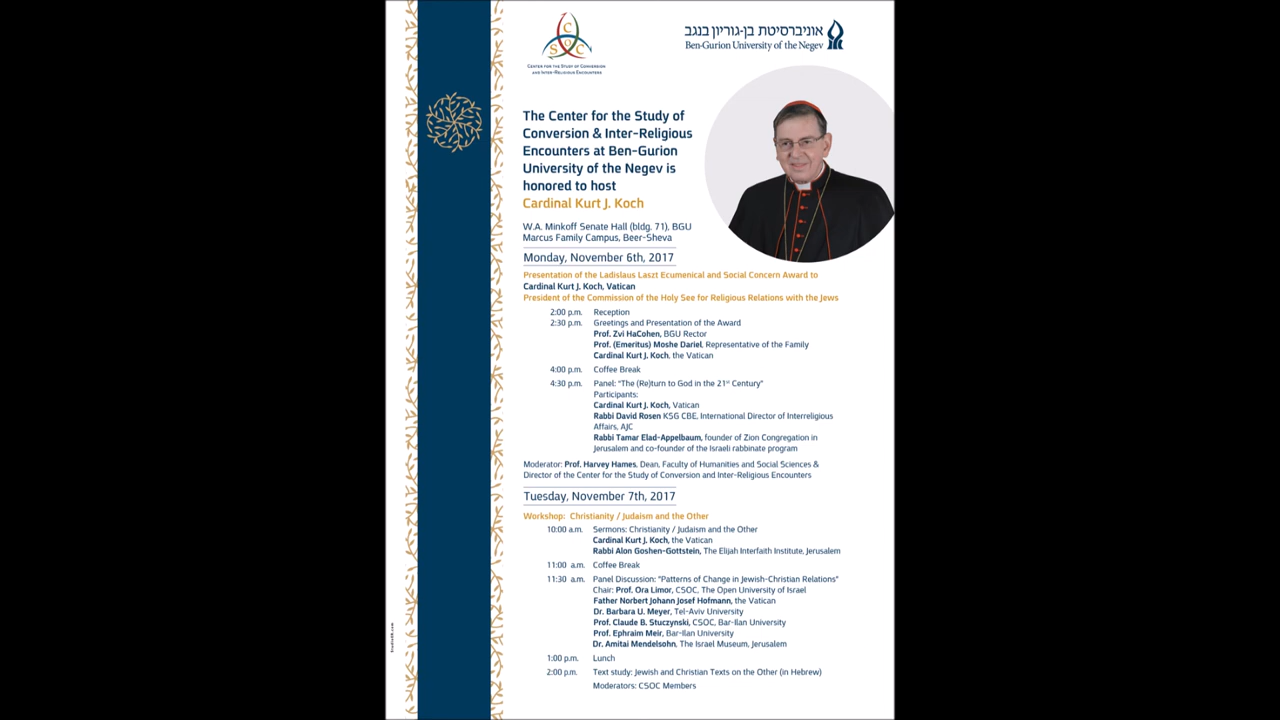 C
S O C
CENTER FOR THE STUDY OF CONVERSION
AND INTER-RELIGIOUS ENCOUNTERS
אוניברסיטת בן-גוריון בנגב
Ben-Gurion University of the Negev
The Center for the Study of
Conversion & Inter-Religious
Encounters at Ben-Gurion
University of the Negev is
honored to host
Cardinal Kurt J. Koch
W.A. Minkoff Senate Hall (bldg. 71), BGU
Marcus Family Campus, Beer-Sheva
Monday, November 6th, 2017
Presentation of the Ladislaus Laszt Ecumenical and Social Concern Award to
Cardinal Kurt J. Koch, Vatican
President of the Commission of the Holy See for Religious Relations with the Jews
2:00 p.m. Reception
2:30 p.m. Greetings and Presentation of the Award
Prof. Zvi HaCohen, BGU Rector
Prof. (Emeritus) Moshe Dariel, Representative of the Family
Cardinal Kurt J. Koch, the Vatican
4:00 p.m. Coffee Break
4:30 p.m. Panel: "The (Re)turn to God in the 21st Century"
Participants:
Cardinal Kurt J. Koch, Vatican
Rabbi David Rosen KSG CBE, International Director of Interreligious
Affairs, AJC
Rabbi Tamar Elad-Appelbaum, founder of Zion Congregation in
Jerusalem and co-founder of the Israeli rabbinate program
Moderator: Prof. Harvey Hames, Dean, Faculty of Humanities and Social Sciences &
Director of the Center for the Study of Conversion and Inter-Religious Encounters
Tuesday, November 7th, 2017
Workshop: Christianity / Judaism and the Other
10:00 a.m. Sermons: Christianity / Judaism and the Other
Cardinal Kurt J. Koch, the Vatican
Rabbi Alon Goshen-Gottstein, The Elijah Interfaith Institute, Jerusalem
11:00 a.m. Coffee Break
11:30 a.m. Panel Discussion: "Patterns of Change in Jewish-Christian Relations"
Chair: Prof. Ora Limor, CSOC, The Open University of Israel
Father Norbert Johann Josef Hofmann, the Vatican
Dr. Barbara U. Meyer, Tel-Aviv University
Prof. Claude B. Stuczynski, CSOC, Bar-Ilan University
Prof. Ephraim Meir, Bar-Ilan University
Dr. Amitai Mendelsohn, The Israel Museum, Jerusalem
1:00 p.m. Lunch
2:00 p.m. Text study: Jewish and Christian Texts on the Other (in Hebrew)
Moderators: CSOC Members